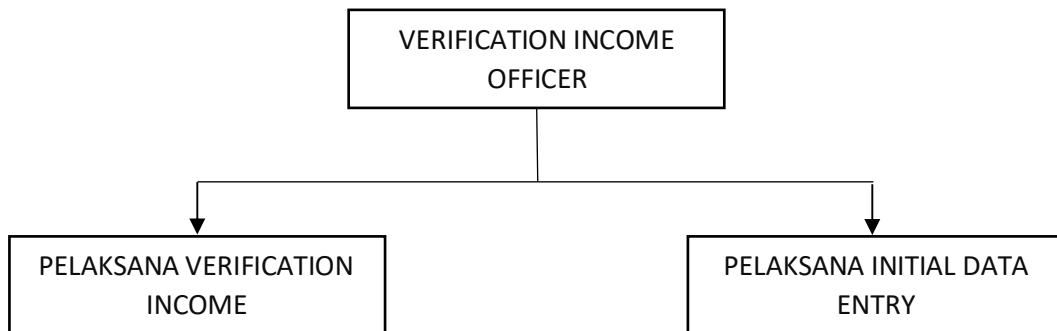 VERIFICATION INCOME
OFFICER
PELAKSANA VERIFICATION
INCOME
PELAKSANA INITIAL DATA
ENTRY